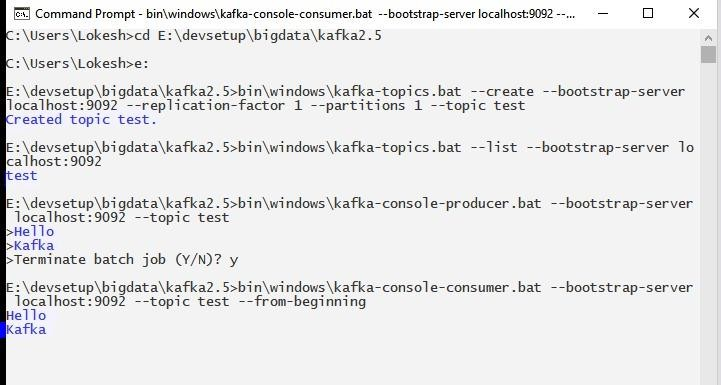 Command Prompt - bin\windows\kafka-console-consumer.bat  --bootstrap-server localhost:9092 --...
C:\Users\Lokesh>cd E:\devsetup\bigdata\kafka2.5
C:\Users\Lokesh>e:
E:\devsetup\bigdata\kafka2.5>bin\windows\kafka-topics.bat --create --bootstrap-server
localhost:9092 --replication-factor 1 --partitions 1 --topic test
Created topic test.
E:\devsetup\bigdata\kafka2.5>bin\windows\kafka-topics.bat --list --bootstrap-server lo
calhost:9092
test
E:\devsetup\bigdata\kafka2.5>bin\windows\kafka-console-producer.bat --bootstrap-server
 localhost:9092 --topic test
>Hello
>Kafka
>Terminate batch job (Y/N)? y
E:\devsetup\bigdata\kafka2.5>bin\windows\kafka-console-consumer.bat --bootstrap-server
 localhost:9092 --topic test --from-beginning
Hello
Kafka